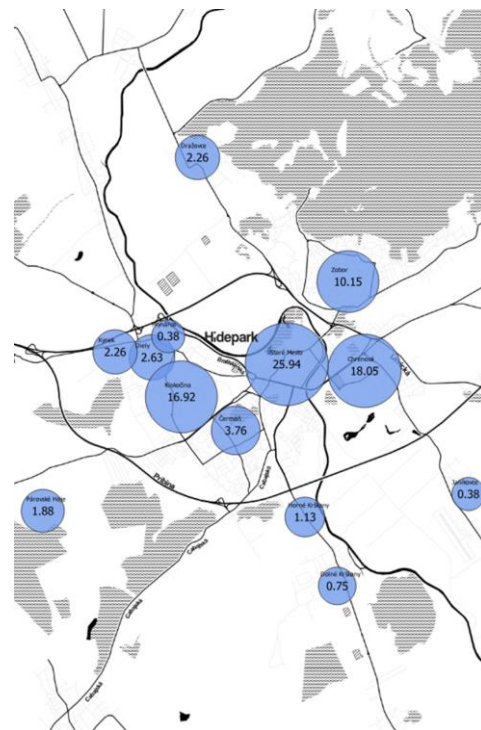 Dražovce
2.26
Zobor
10.15
0.38
Hidepark
Kynek
2.26
Diely
2.63
Staré Mesto
25.94
Chrenová
18.05
Klokočina
16.92
Čermáň
3.76
Pribina
Párovské Háje
1.88
Janíkovce
0.38
Horné Krškany
1.13
Cabajská
Cabajská
Dolné Krškany
0.75
Cabajská
Cabajská